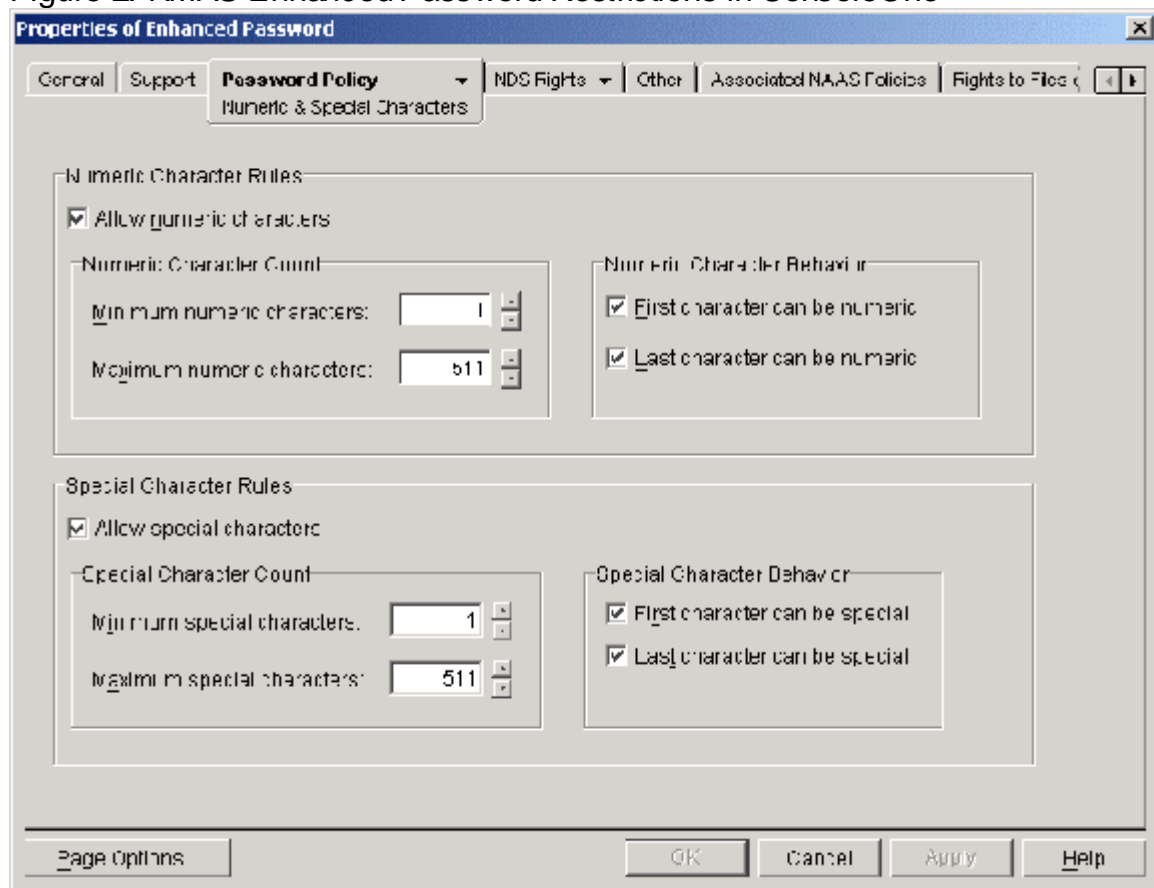 Figure 2: NMAS Enhanced Password Restrictions in ConsoleOne
Properties of Enhanced Password
General Support Password Policy NDS Rights Other Associated NAAS Policies Rights to Files
Numeric & Special Characters
Numeric Character Rules
Allow numeric characters
Numeric Character Count
Numeric Character Behavior
Minimum numeric characters: 1
First character can be numeric
Maximum numeric characters: 511
Last character can be numeric
Special Character Rules
Allow special characters
Special Character Count
Special Character Behavior
Minimum special characters: 1
First character can be special
Maximum special characters: 511
Last character can be special
Page Options OK Cancel Apply Help